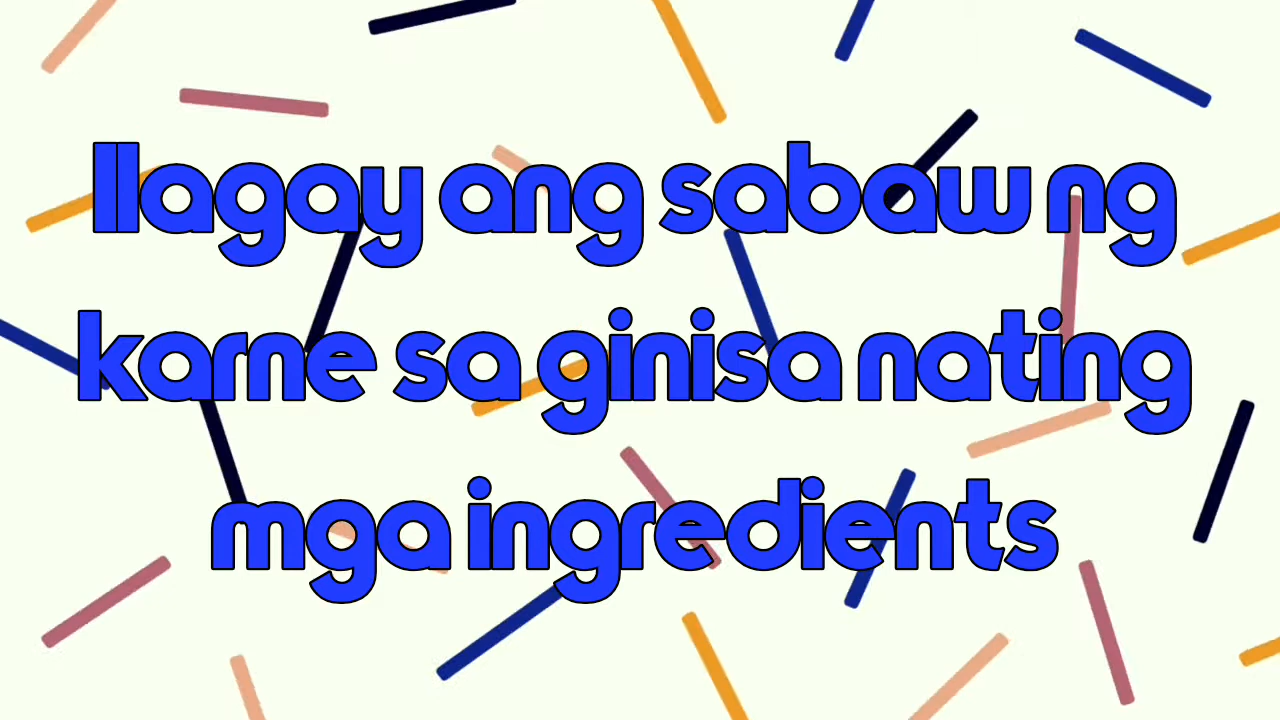 Ilagay ang sabaw ng
karne sa ginisa nating
mga ingredients